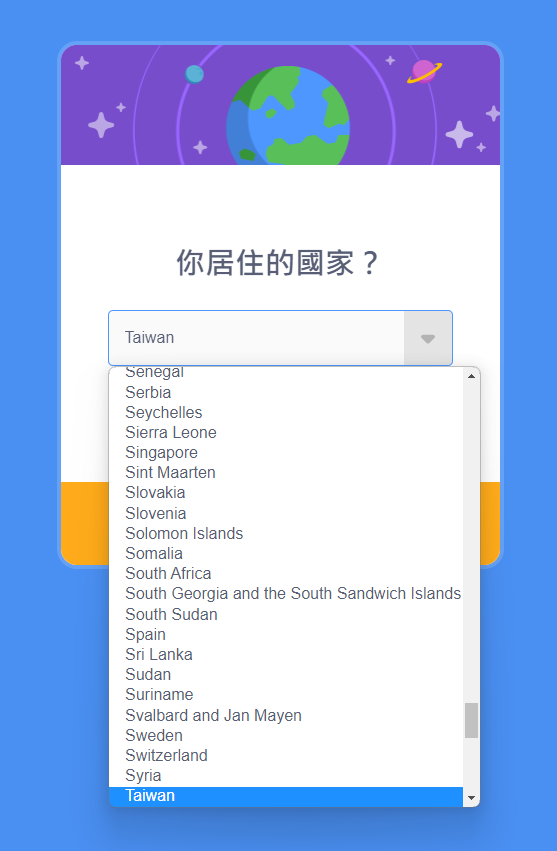 你居住的國家？
Taiwan
Senegal
Serbia
Seychelles
Sierra Leone
Singapore
Sint Maarten
Slovakia
Slovenia
Solomon Islands
Somalia
South Africa
South Georgia and the South Sandwich Islands
South Sudan
Spain
Sri Lanka
Sudan
Suriname
Svalbard and Jan Mayen
Sweden
Switzerland
Syria
Taiwan